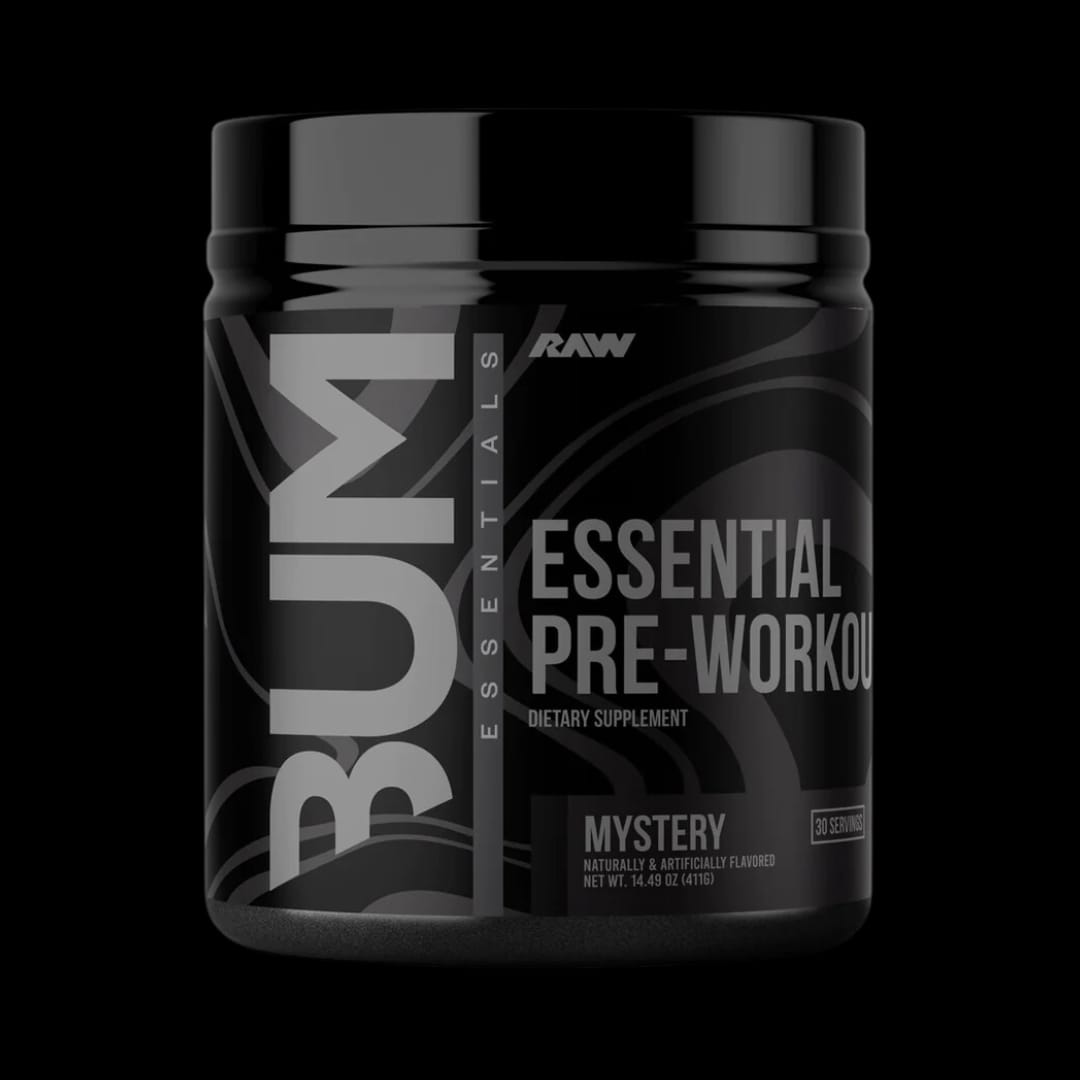 BUM
ESSENTIALS
RAW
ESSENTIAL
PRE-WORKOU
DIETARY SUPPLEMENT
MYSTERY
NATURALLY & ARTIFICIALLY FLAVORED
NET WT. 14.49 OZ (411G)
30 SERVINGS